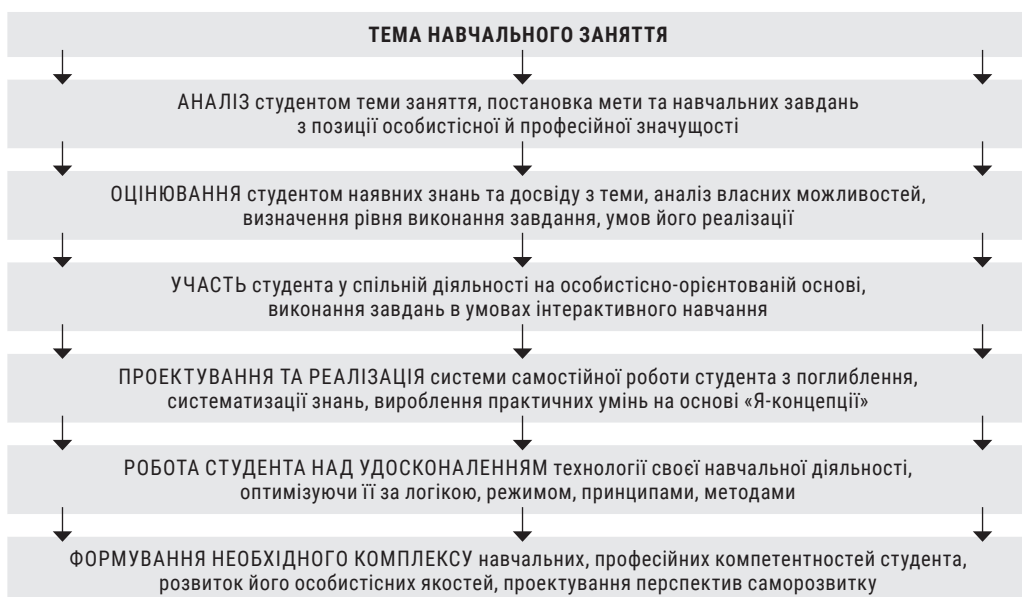 ТЕМА НАВЧАЛЬНОГО ЗАНЯТТЯ
АНАЛІЗ студентом теми заняття, постановка мети та навчальних завдань
з позиції особистісної й професійної значущості
ОЦІНЮВАННЯ студентом наявних знань та досвіду з теми, аналіз власних можливостей,
визначення рівня виконання завдання, умов його реалізації
УЧАСТЬ студента у спільній діяльності на особистісно-орієнтованій основі,
виконання завдань в умовах інтерактивного навчання
ПРОЕКТУВАННЯ ТА РЕАЛІЗАЦІЯ системи самостійної роботи студента з поглиблення,
систематизації знань, вироблення практичних умінь на основі «Я-концепції»
РОБОТА СТУДЕНТА НАД УДОСКОНАЛЕННЯМ технології своєї навчальної діяльності,
оптимізуючи її за логікою, режимом, принципами, методами
ФОРМУВАННЯ НЕОБХІДНОГО КОМПЛЕКСУ навчальних, професійних компетентностей студента,
розвиток його особистісних якостей, проектування перспектив саморозвитку